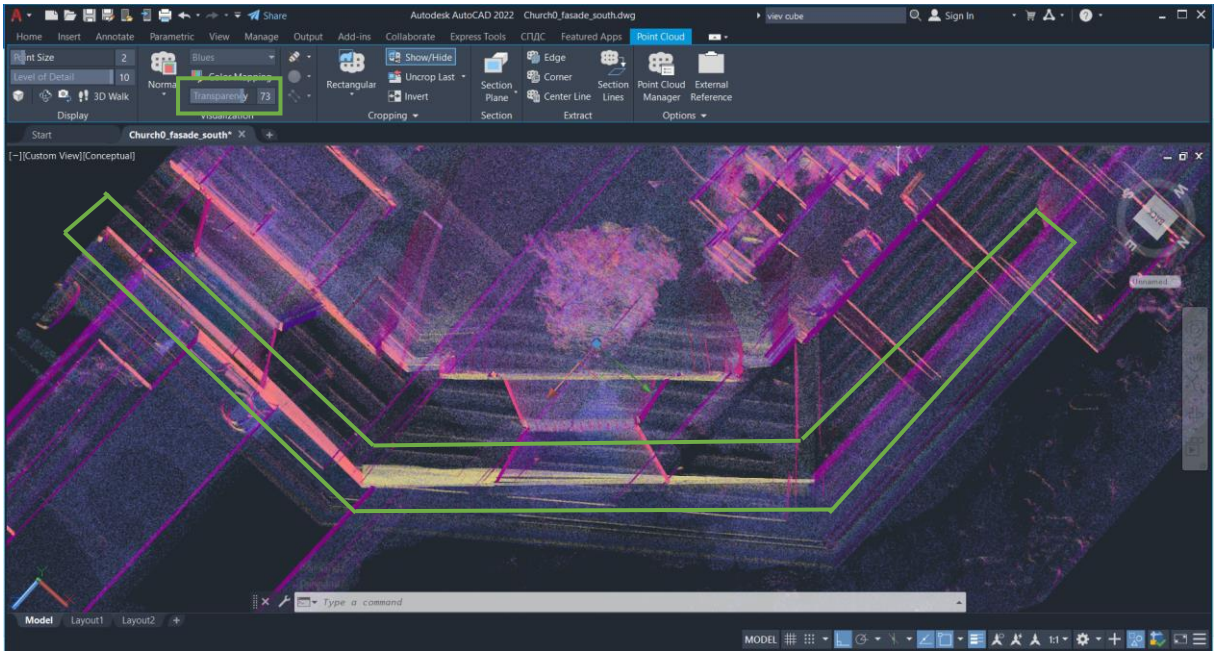 Share
Autodesk AutoCAD 2022 Church0_fasade_south.dwg
viev cube
Sign In
Home Insert Annotate Parametric View Manage Output Add-ins Collaborate Express Tools СПДС Featured Apps Point Cloud
Point Size 2
Blues
Show/Hide
Edge
Level of Detail 10
Color Mapping
Uncrop Last
Corner
Normal
Rectangular
Section Plane
Section Lines
Point Cloud Manager
External Reference
3D Walk
Transparency 73
Invert
Center Line
Display
Visualization
Cropping
Section
Extract
Options
Start
Church0_fasade_south*
[−][Custom View][Conceptual]
W
S
N
E
Unnamed
Y
Type a command
Model Layout1 Layout2 +
MODEL
1:1